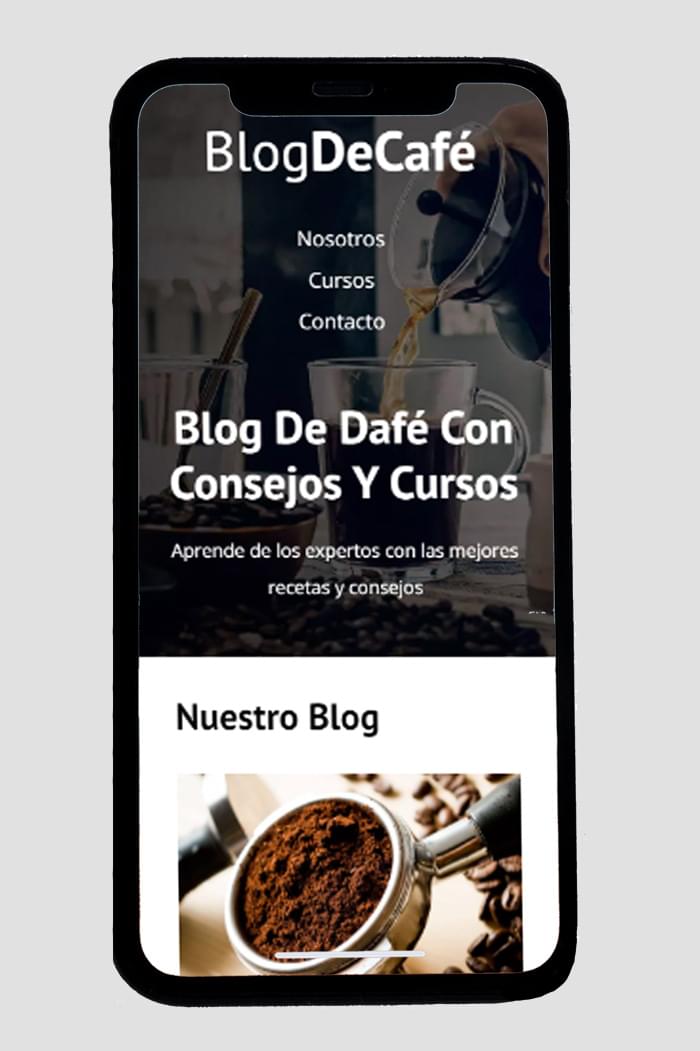 BlogDeCafé
Nosotros
Cursos
Contacto
Blog De Dafé Con
Consejos Y Cursos
Aprende de los expertos con las mejores
recetas y consejos
Nuestro Blog